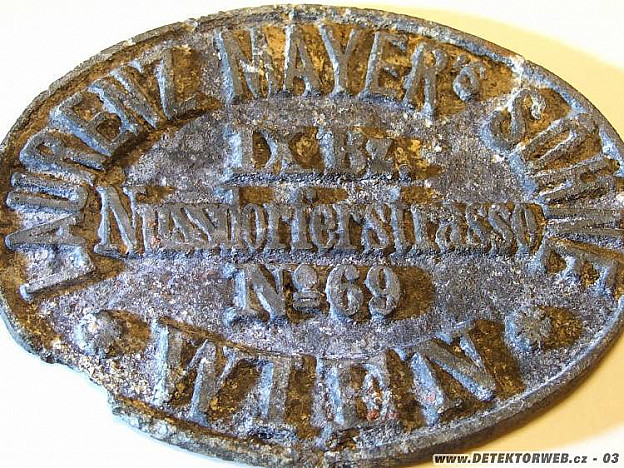 LAURENZ MAYER'S SÖHNE
IX Bz.
Nussdorferstrasse
Nº 69
WIEN
WWW.DETEKTORWEB.cz - 03